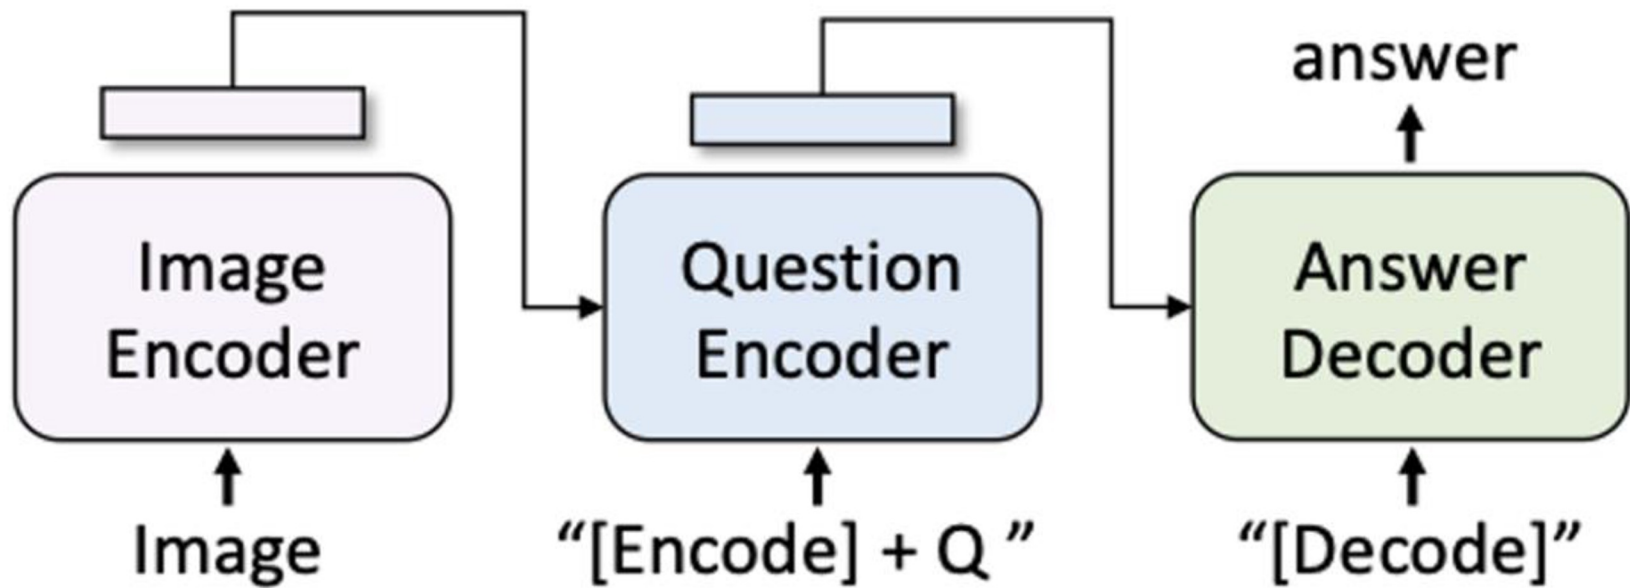 answer
Image
Encoder
Question
Encoder
Answer
Decoder
Image
“[Encode] + Q ”
“[Decode]”